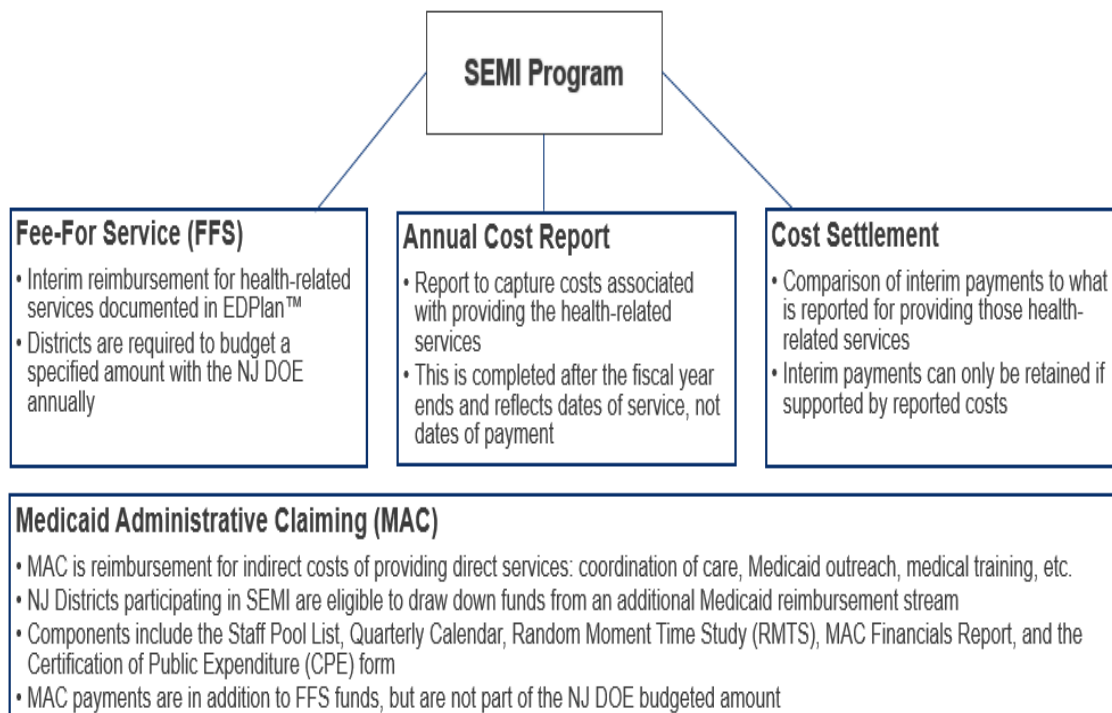 SEMI Program
Fee-For Service (FFS)
• Interim reimbursement for health-related
services documented in EDPlan™
• Districts are required to budget a
specified amount with the NJ DOE
annually
Annual Cost Report
• Report to capture costs associated
with providing the health-related
services
• This is completed after the fiscal year
ends and reflects dates of service, not
dates of payment
Cost Settlement
• Comparison of interim payments to what
is reported for providing those health-
related services
• Interim payments can only be retained if
supported by reported costs
Medicaid Administrative Claiming (MAC)
• MAC is reimbursement for indirect costs of providing direct services: coordination of care, Medicaid outreach, medical training, etc.
• NJ Districts participating in SEMI are eligible to draw down funds from an additional Medicaid reimbursement stream
• Components include the Staff Pool List, Quarterly Calendar, Random Moment Time Study (RMTS), MAC Financials Report, and the
Certification of Public Expenditure (CPE) form
• MAC payments are in addition to FFS funds, but are not part of the NJ DOE budgeted amount